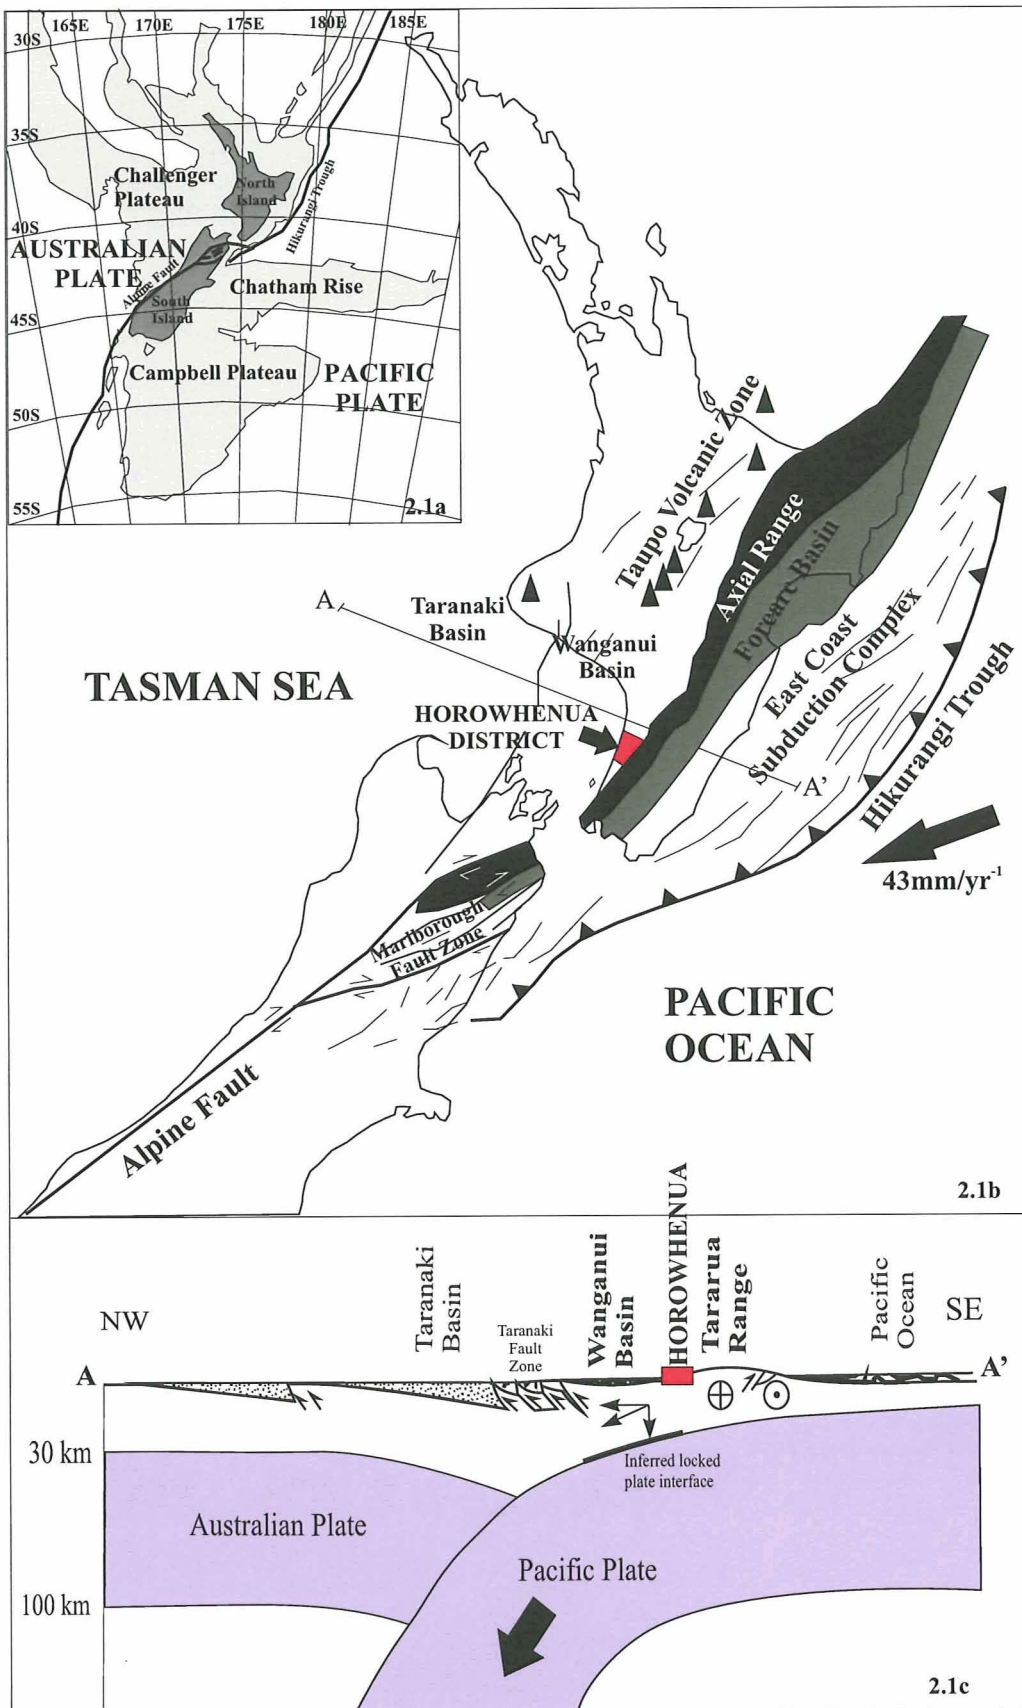 165E 170E 175E 180E 185E
30S
35S
40S
45S
50S
55S
Challenger
Plateau
North
Island
Hikurangi Trough
AUSTRALIAN
PLATE
Alpine Fault
South
Island
Chatham Rise
Campbell Plateau
PACIFIC
PLATE
2.1a
Taupo Volcanic Zone
Axial Range
Forearc Basin
East Coast
Subduction Complex
Hikurangi Trough
A
Taranaki
Basin
Wanganui
Basin
TASMAN SEA
HOROWHENUA
DISTRICT
A'
43mm/yr-1
Marlborough
Fault Zone
PACIFIC
OCEAN
Alpine Fault
2.1b
NW
Taranaki
Basin
Taranaki
Fault
Zone
Wanganui
Basin
HOROWHENUA
Tararua
Range
Pacific
Ocean
SE
A
A'
30 km
Inferred locked
plate interface
Australian Plate
Pacific Plate
100 km
2.1c